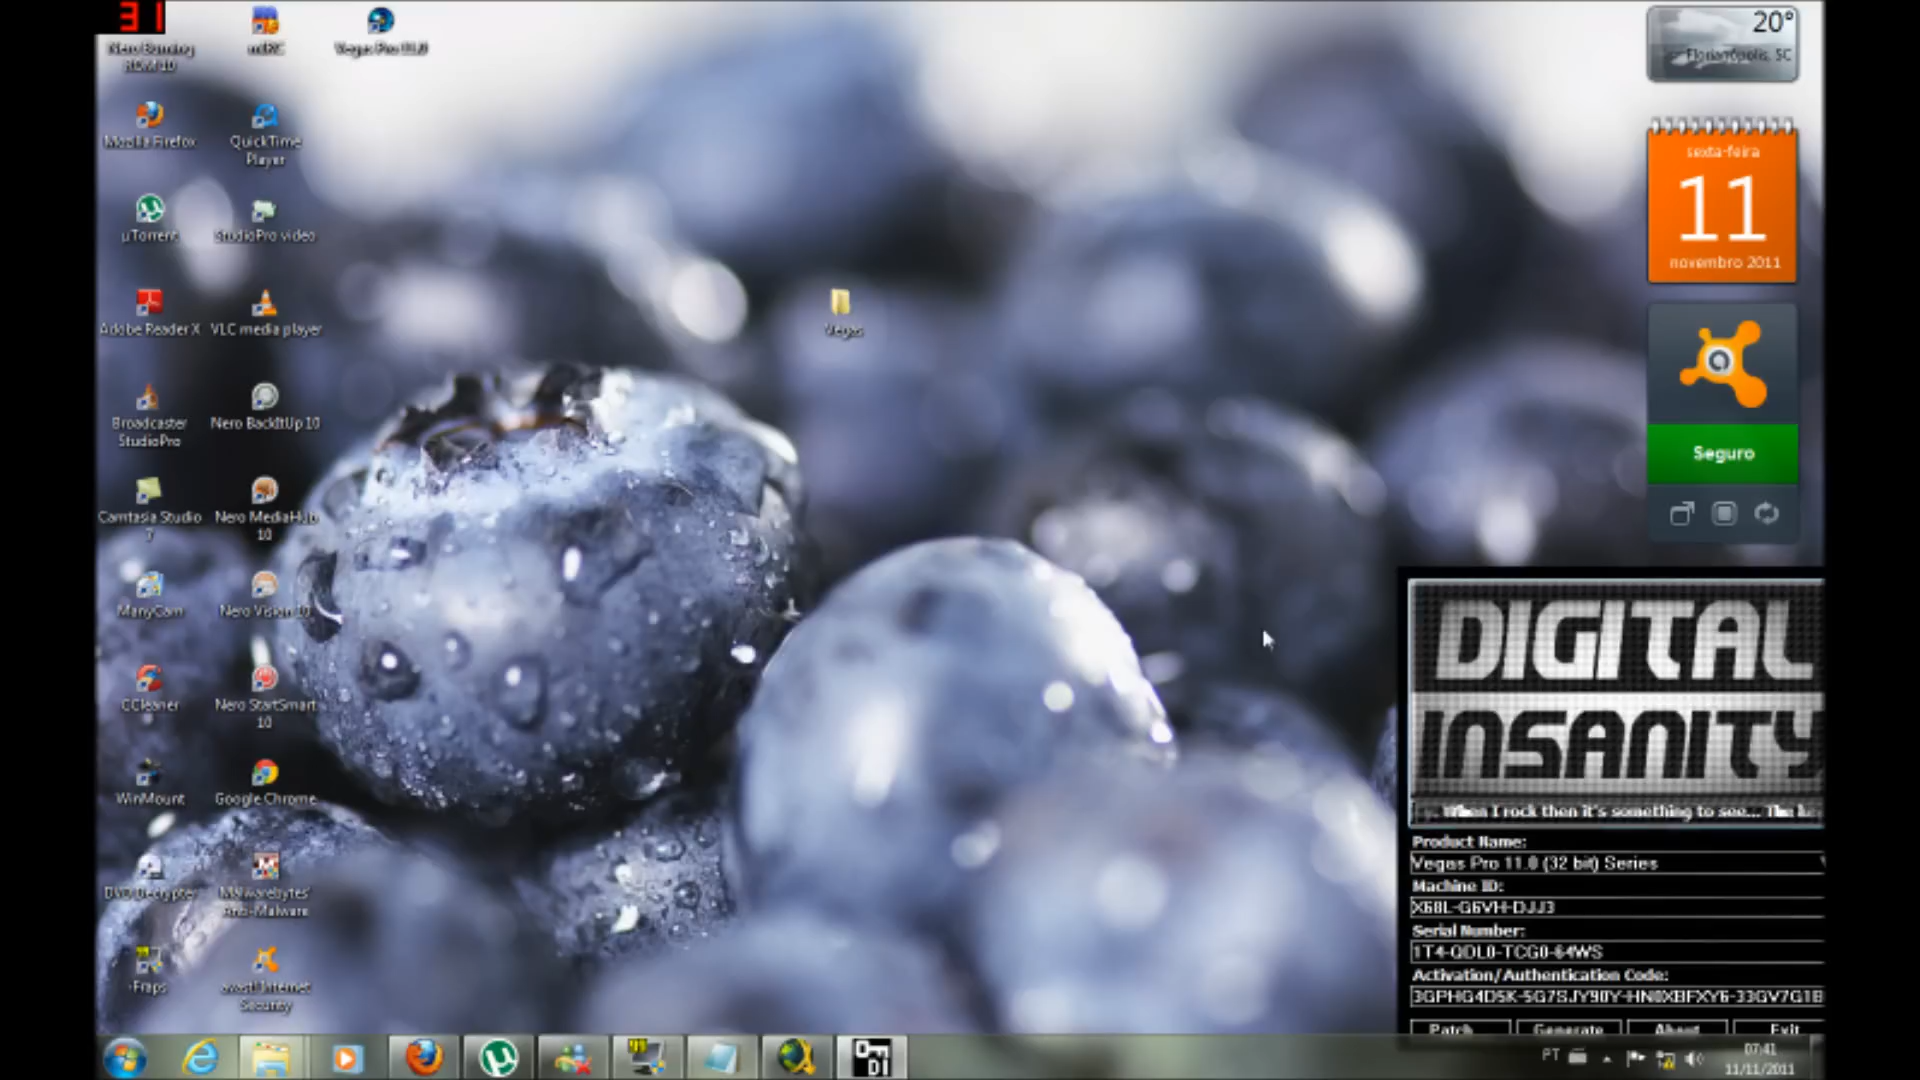 31
Nero Burning
ROM 10
mIRC
Vegas Pro 11.0
Mozilla Firefox
QuickTime
Player
µTorrent
StudioPro video
Adobe Reader X
VLC media player
Broadcaster
StudioPro
Nero BackItUp 10
Camtasia Studio
7
Nero MediaHub
10
ManyCam
Nero Vision 10
CCleaner
Nero StartSmart
10
WinMount
Google Chrome
DVD Decrypter
Malwarebytes'
Anti-Malware
Fraps
avast! Internet
Security
Vegas
20°
Florianópolis, SC
sexta-feira
11
novembro 2011
Seguro
DIGITAL
INSANITY
When I rock then it's something to see...
Product Name:
Vegas Pro 11.0 (32 bit) Series
Machine ID:
X68L-G6VH-DJJ3
Serial Number:
1T4-QDL0-TCG0-64WS
Activation/Authentication Code:
3GPHG4D5K-5G7SJY90Y-HN0XBFXY6-33GV7G1B
Patch
Generate
About
Exit
PT
07:41
11/11/2011